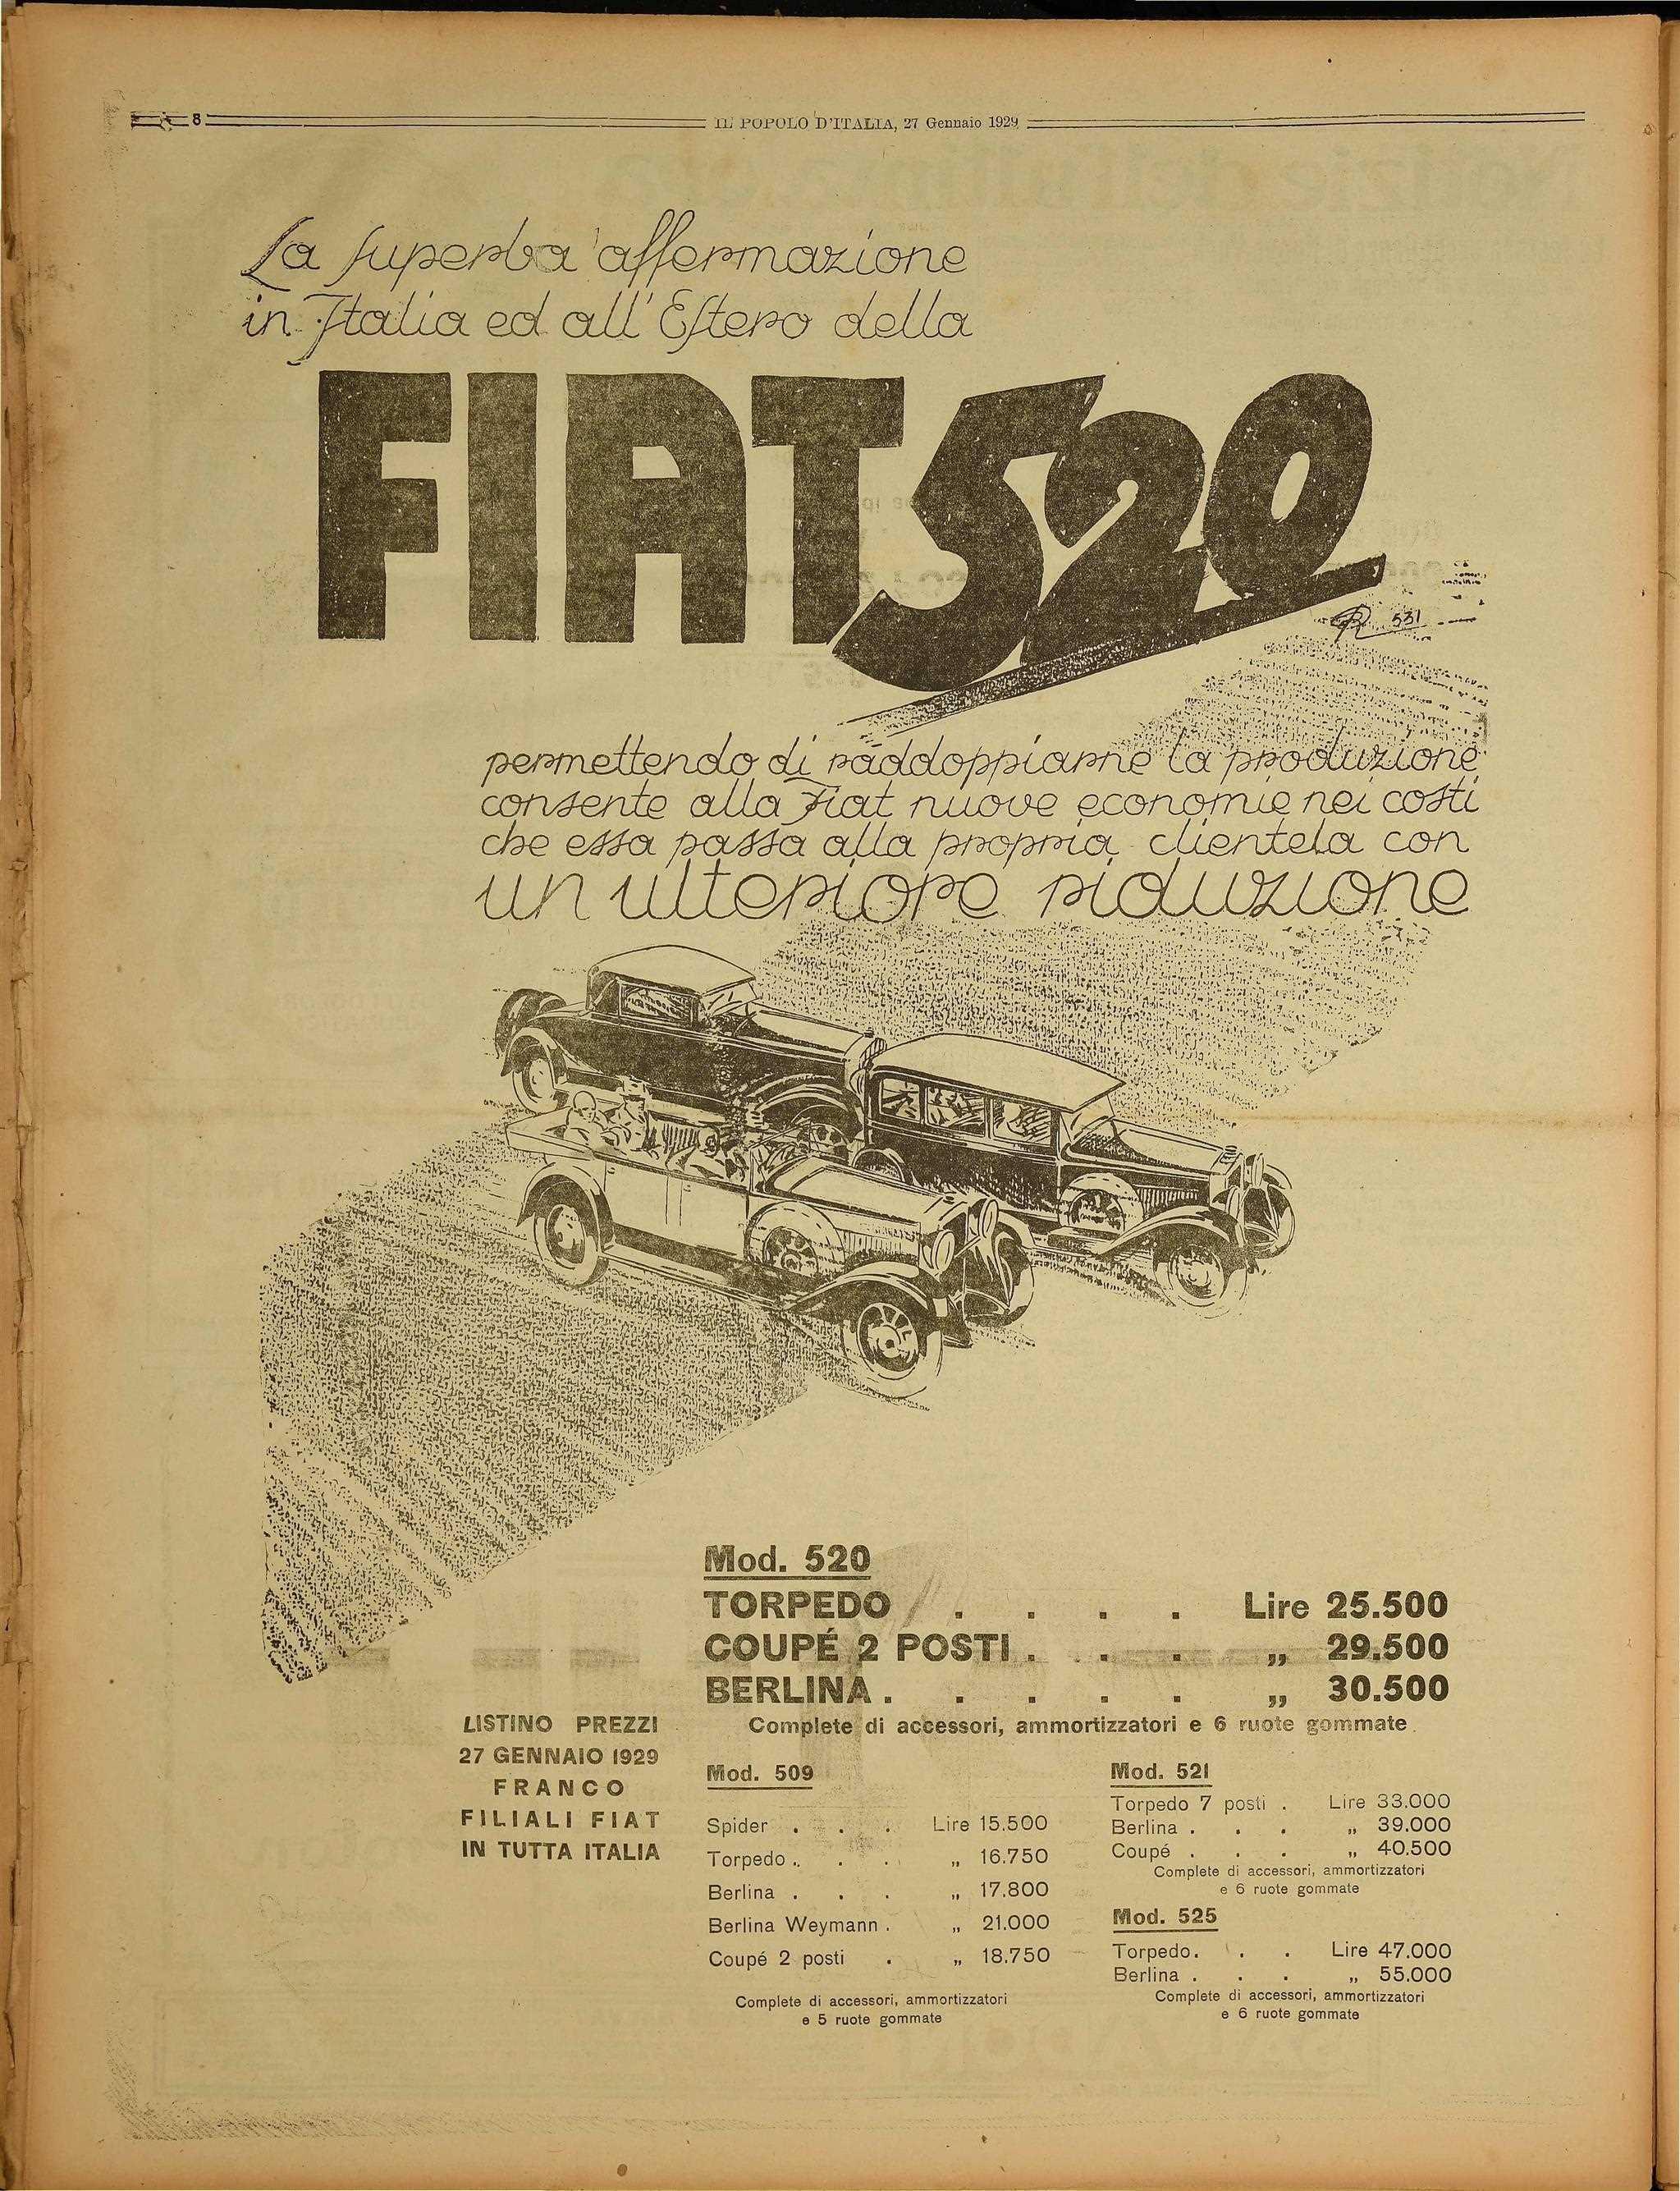 8
IL POPOLO D'ITALIA, 27 Gennaio 1929
La superba affermazione
in Italia ed all'Estero della
FIAT 520
R 531
permettendo di raddoppiarne la produzione
consente alla Fiat nuove economie nei costi
che essa passa alla propria clientela con
un ulteriore riduzione
Mod. 520
TORPEDO . . . . Lire 25.500
COUPÉ 2 POSTI . . . . „ 29.500
BERLINA . . . . . „ 30.500
Complete di accessori, ammortizzatori e 6 ruote gommate
LISTINO PREZZI
27 GENNAIO 1929
FRANCO
FILIALI FIAT
IN TUTTA ITALIA
Mod. 509
Spider . . . Lire 15.500
Torpedo . . . „ 16.750
Berlina . . . „ 17.800
Berlina Weymann . „ 21.000
Coupé 2 posti . „ 18.750
Complete di accessori, ammortizzatori
e 5 ruote gommate
Mod. 521
Torpedo 7 posti . Lire 33.000
Berlina . . . „ 39.000
Coupé . . . „ 40.500
Complete di accessori, ammortizzatori
e 6 ruote gommate
Mod. 525
Torpedo . . . Lire 47.000
Berlina . . . „ 55.000
Complete di accessori, ammortizzatori
e 6 ruote gommate